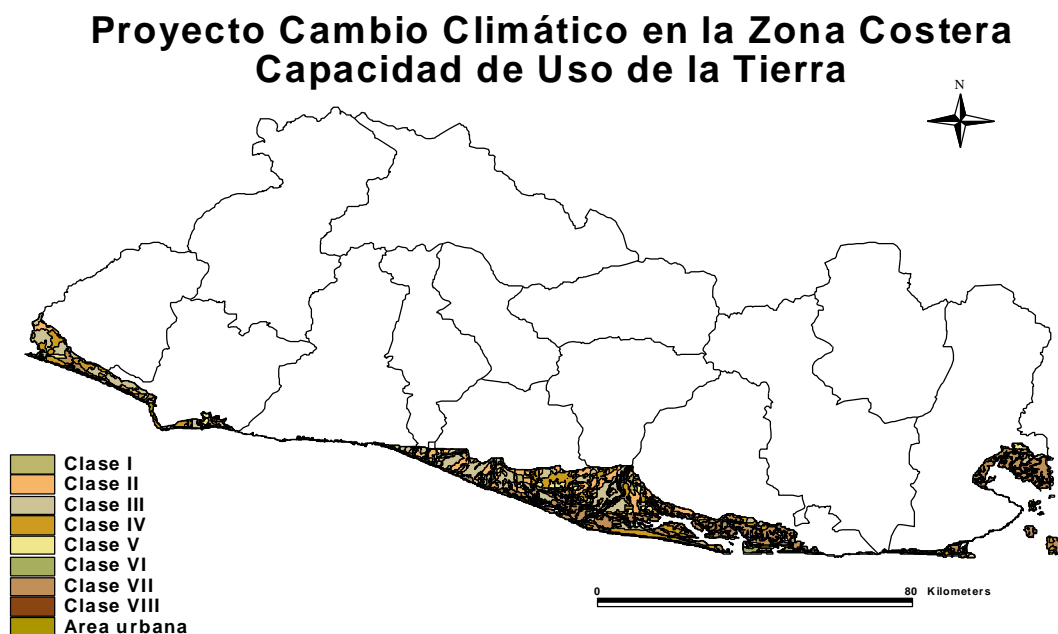 Proyecto Cambio Climático en la Zona Costera
Capacidad de Uso de la Tierra
N
Clase I
Clase II
Clase III
Clase IV
Clase V
Clase VI
Clase VII
Clase VIII
Area urbana
0 80 Kilometers